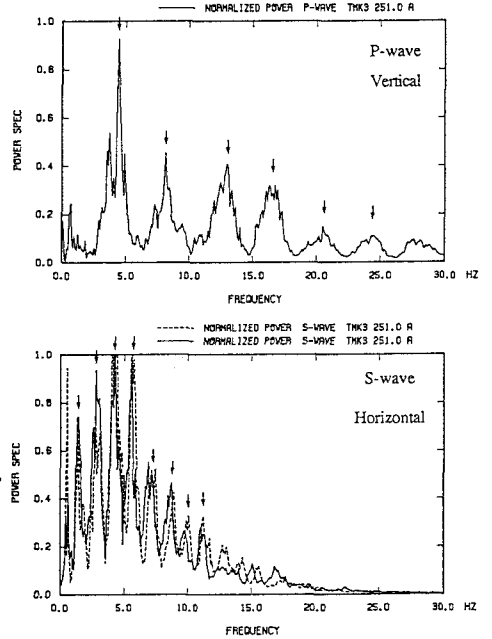 NORMALIZED POWER P-WAVE TMK3 251.0 A
P-wave
Vertical
POWER SPEC
1.0
0.8
0.6
0.4
0.2
0.0
0.0 5.0 10.0 15.0 20.0 25.0 30.0 HZ
FREQUENCY
NORMALIZED POWER S-WAVE TMK3 251.0 A
NORMALIZED POWER S-WAVE TMK3 251.0 A
S-wave
Horizontal
POWER SPEC
1.0
0.8
0.6
0.4
0.2
0.0
0.0 5.0 10.0 15.0 20.0 25.0 30.0 HZ
FREQUENCY